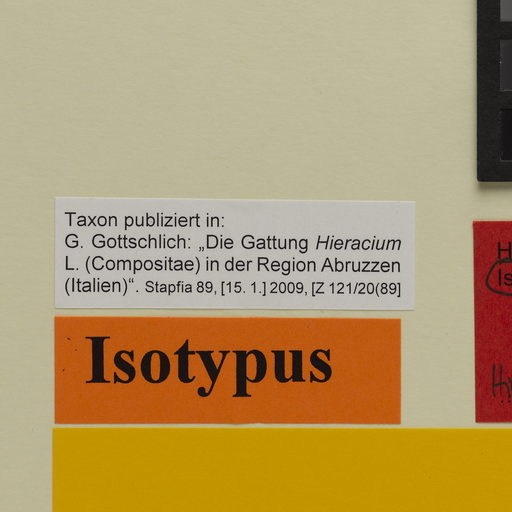 Taxon publiziert in:
G. Gottschlich: „Die Gattung Hieracium
L. (Compositae) in der Region Abruzzen
(Italien)“. Stapfia 89, [15. 1.] 2009, [Z 121/20(89]
Isotypus